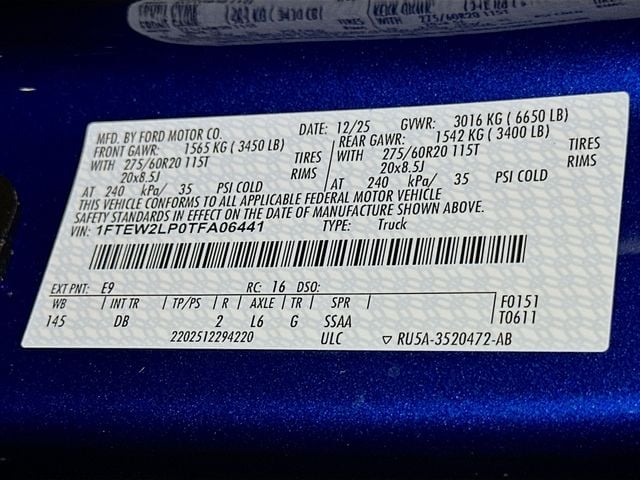 MFD. BY FORD MOTOR CO. DATE: 12/25 GVWR: 3016 KG ( 6650 LB)
FRONT GAWR: 1565 KG ( 3450 LB) REAR GAWR: 1542 KG ( 3400 LB)
WITH 275/60R20 115T TIRES WITH 275/60R20 115T TIRES
20x8.5J RIMS 20x8.5J RIMS
AT 240 kPa/ 35 PSI COLD AT 240 kPa/ 35 PSI COLD
THIS VEHICLE CONFORMS TO ALL APPLICABLE FEDERAL MOTOR VEHICLE
SAFETY STANDARDS IN EFFECT ON THE DATE OF MANUFACTURE SHOWN ABOVE.
VIN: 1FTEW2LP0TFA06441 TYPE: Truck
EXT PNT: E9 RC: 16 DSO:
WB INT TR TP/PS R AXLE TR SPR F0151
145 DB 2 L6 G SSAA T0611
2202512294220 ULC ▽ RU5A-3520472-AB